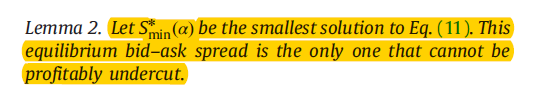 Lemma 2. Let S*min(α) be the smallest solution to Eq. (11). This
equilibrium bid–ask spread is the only one that cannot be
profitably undercut.